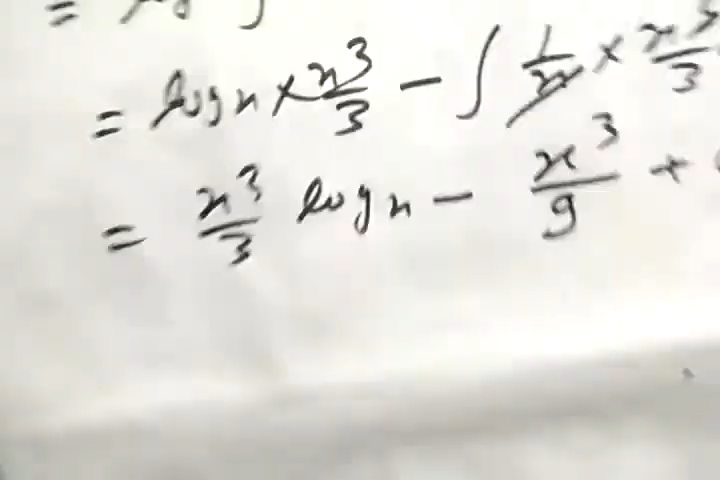 =
= log x × x³/3 - ∫ 1/x × x³/3
= x³/3 log x - x³/9 +